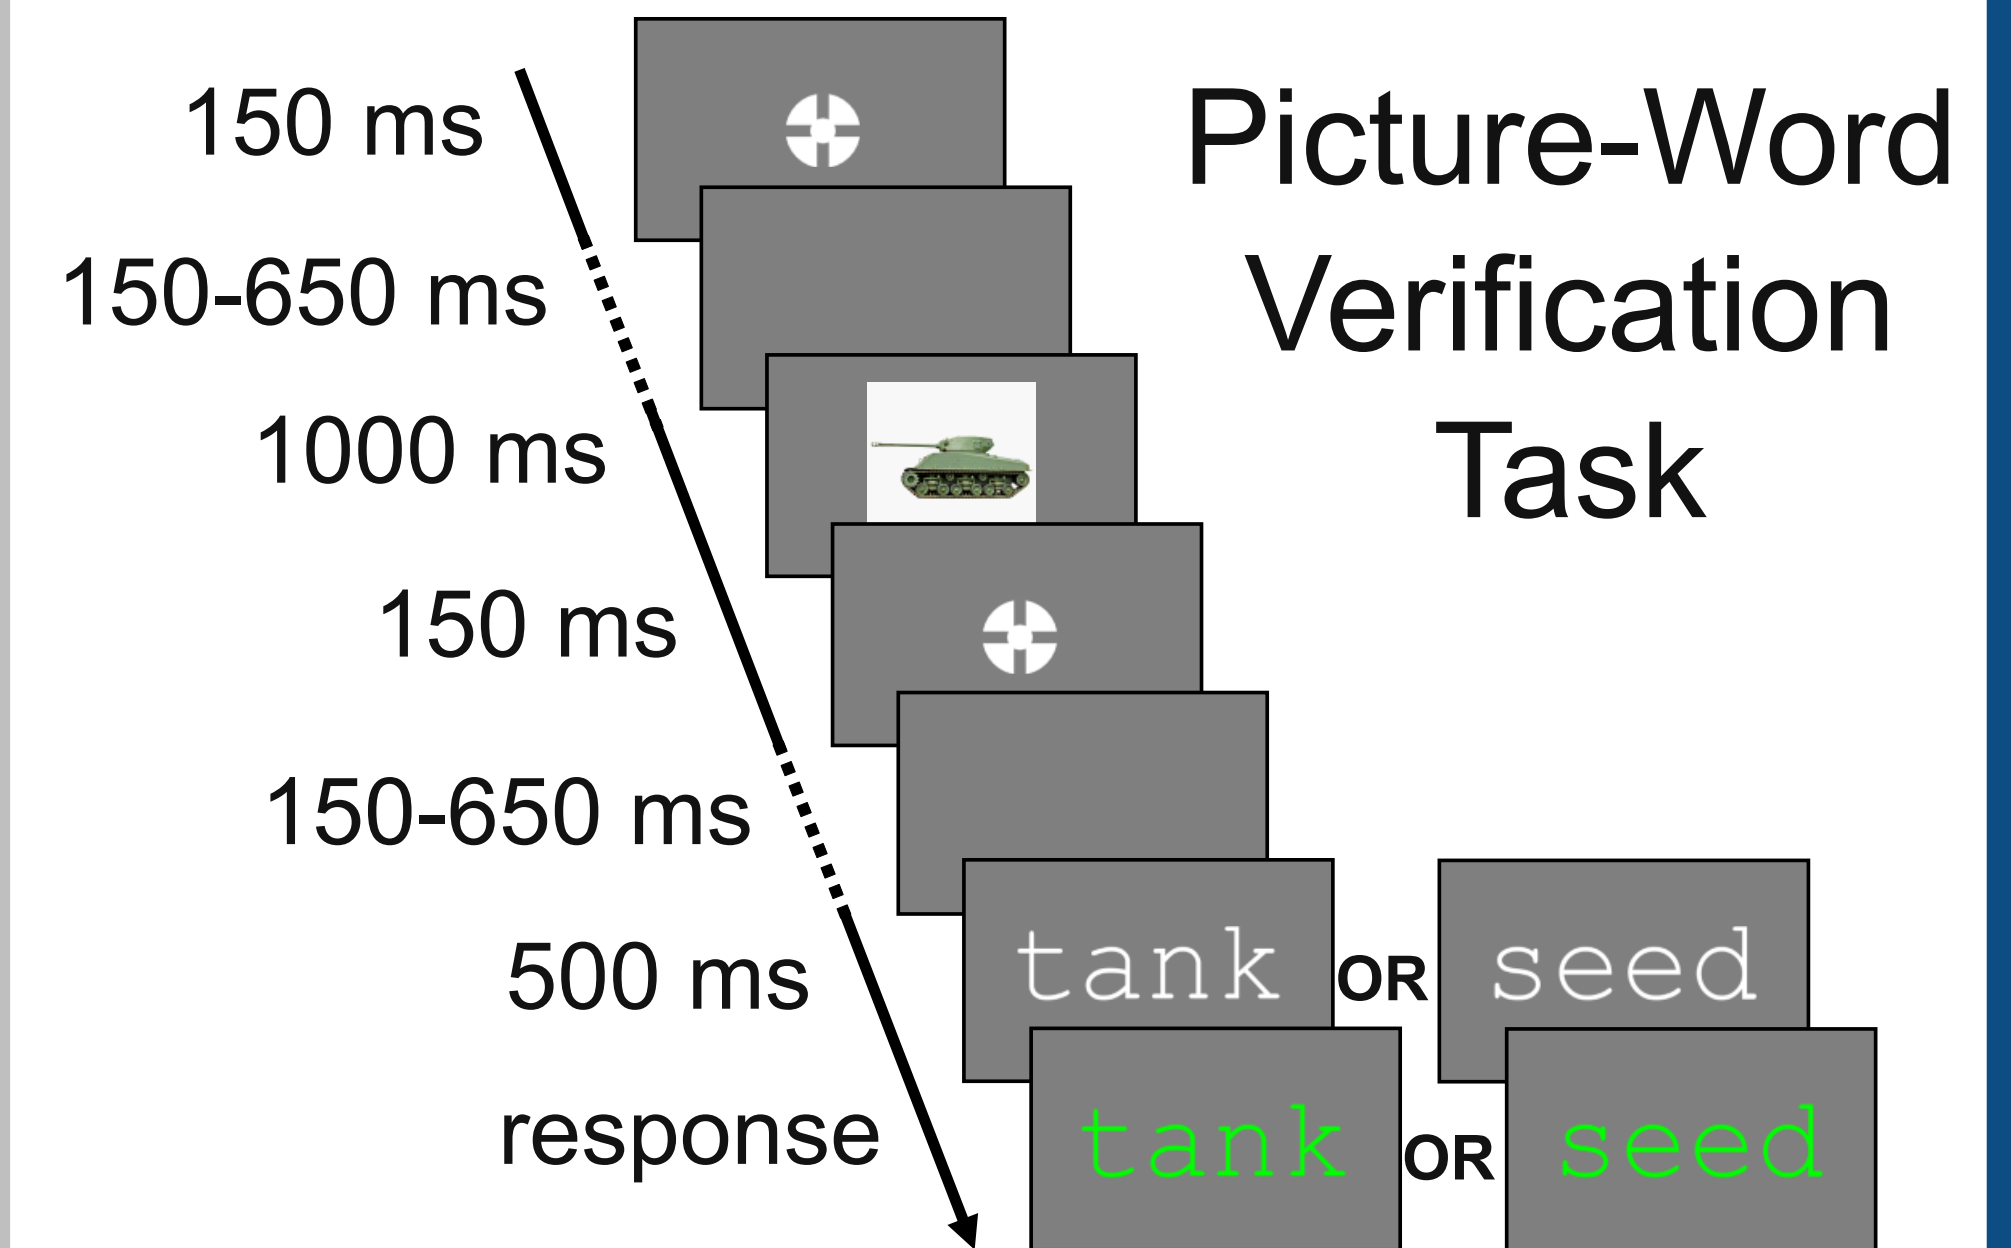 Picture-Word
Verification
Task
150 ms
150-650 ms
1000 ms
150 ms
150-650 ms
500 ms
tank OR seed
response
tank OR seed